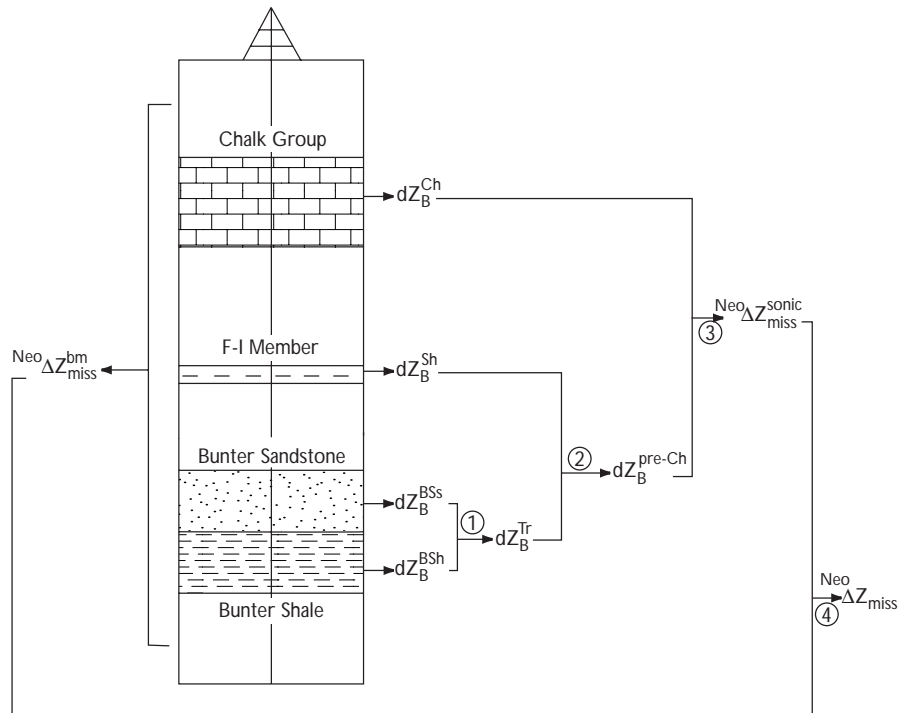 Chalk Group
dZ_B^Ch
Neo ΔZ_miss^sonic
③
F-I Member
Neo ΔZ_miss^bm
dZ_B^Sh
Bunter Sandstone
②
dZ_B^pre-Ch
dZ_B^BSs
①
dZ_B^Tr
dZ_B^BSh
Neo ΔZ_miss
④
Bunter Shale